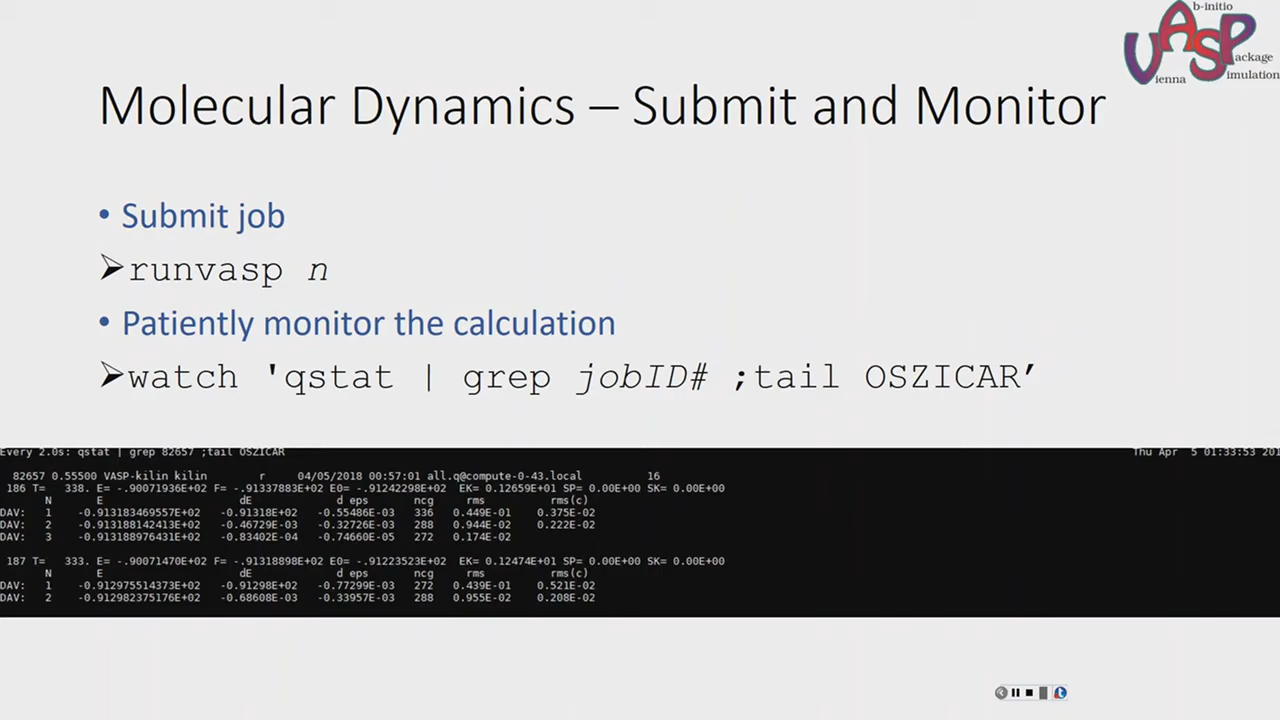 b-initio
VASP
ackage
ienna
imulation
Molecular Dynamics – Submit and Monitor
• Submit job
➢runvasp n
• Patiently monitor the calculation
➢watch 'qstat | grep jobID# ;tail OSZICAR’
Every 2.0s: qstat | grep 82657 ;tail OSZICAR Thu Apr 5 01:33:53 201
82657 0.55500 VASP-kilin kilin r 04/05/2018 00:57:01 all.q@compute-0-43.local 16
186 T= 338. E= -.90071936E+02 F= -.91337883E+02 E0= -.91242298E+02 EK= 0.12659E+01 SP= 0.00E+00 SK= 0.00E+00
N E dE d eps ncg rms rms(c)
DAV: 1 -0.913183469557E+02 -0.91318E+02 -0.55486E-03 336 0.449E-01 0.375E-02
DAV: 2 -0.913188142413E+02 -0.46729E-03 -0.32726E-03 288 0.944E-02 0.222E-02
DAV: 3 -0.913188976431E+02 -0.83402E-04 -0.74660E-05 272 0.174E-02
187 T= 333. E= -.90071470E+02 F= -.91318898E+02 E0= -.91223523E+02 EK= 0.12474E+01 SP= 0.00E+00 SK= 0.00E+00
N E dE d eps ncg rms rms(c)
DAV: 1 -0.912975514373E+02 -0.91298E+02 -0.77299E-03 272 0.439E-01 0.521E-02
DAV: 2 -0.912982375176E+02 -0.68608E-03 -0.33957E-03 288 0.955E-02 0.208E-02